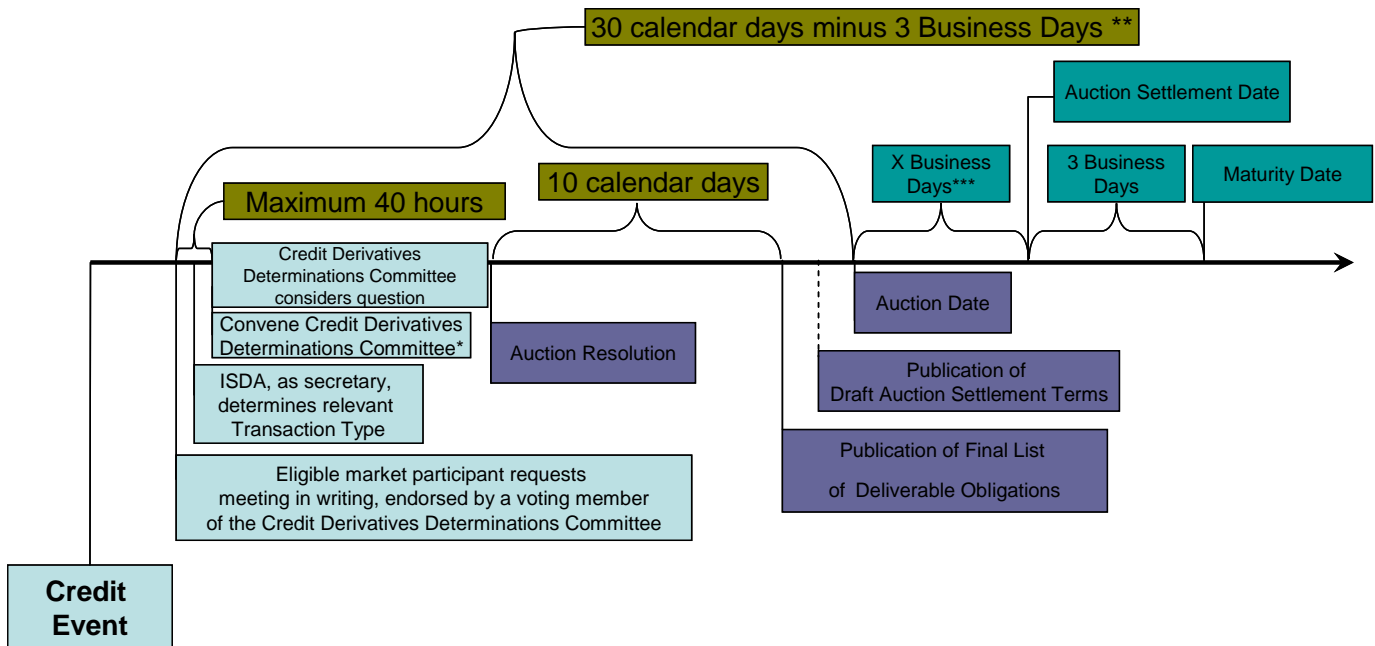 30 calendar days minus 3 Business Days **
Auction Settlement Date
X Business
Days***
3 Business
Days
Maturity Date
10 calendar days
Maximum 40 hours
Credit Derivatives
Determinations Committee
considers question
Convene Credit Derivatives
Determinations Committee*
ISDA, as secretary,
determines relevant
Transaction Type
Eligible market participant requests
meeting in writing, endorsed by a voting member
of the Credit Derivatives Determinations Committee
Auction Resolution
Auction Date
Publication of
Draft Auction Settlement Terms
Publication of Final List
of Deliverable Obligations
Credit
Event